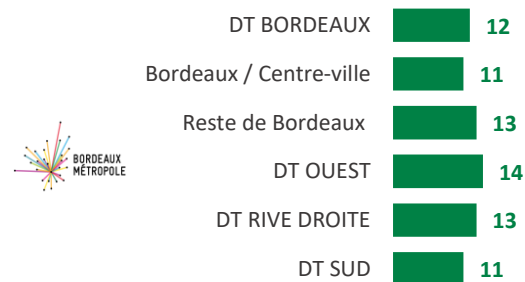 DT BORDEAUX 12
Bordeaux / Centre-ville 11
Reste de Bordeaux 13
BORDEAUX
MÉTROPOLE
DT OUEST 14
DT RIVE DROITE 13
DT SUD 11